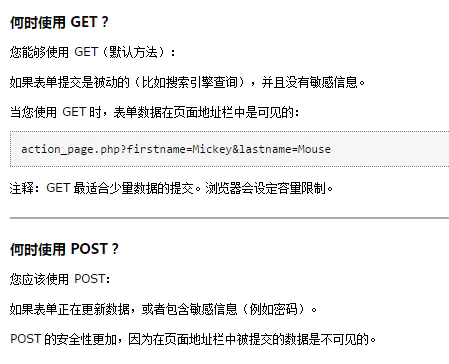 何时使用 GET？
您能够使用 GET（默认方法）：
如果表单提交是被动的（比如搜索引擎查询），并且没有敏感信息。
当您使用 GET 时，表单数据在页面地址栏中是可见的：
action_page.php?firstname=Mickey&lastname=Mouse
注释：GET 最适合少量数据的提交。浏览器会设定容量限制。
何时使用 POST？
您应该使用 POST：
如果表单正在更新数据，或者包含敏感信息（例如密码）。
POST 的安全性更加，因为在页面地址栏中被提交的数据是不可见的。